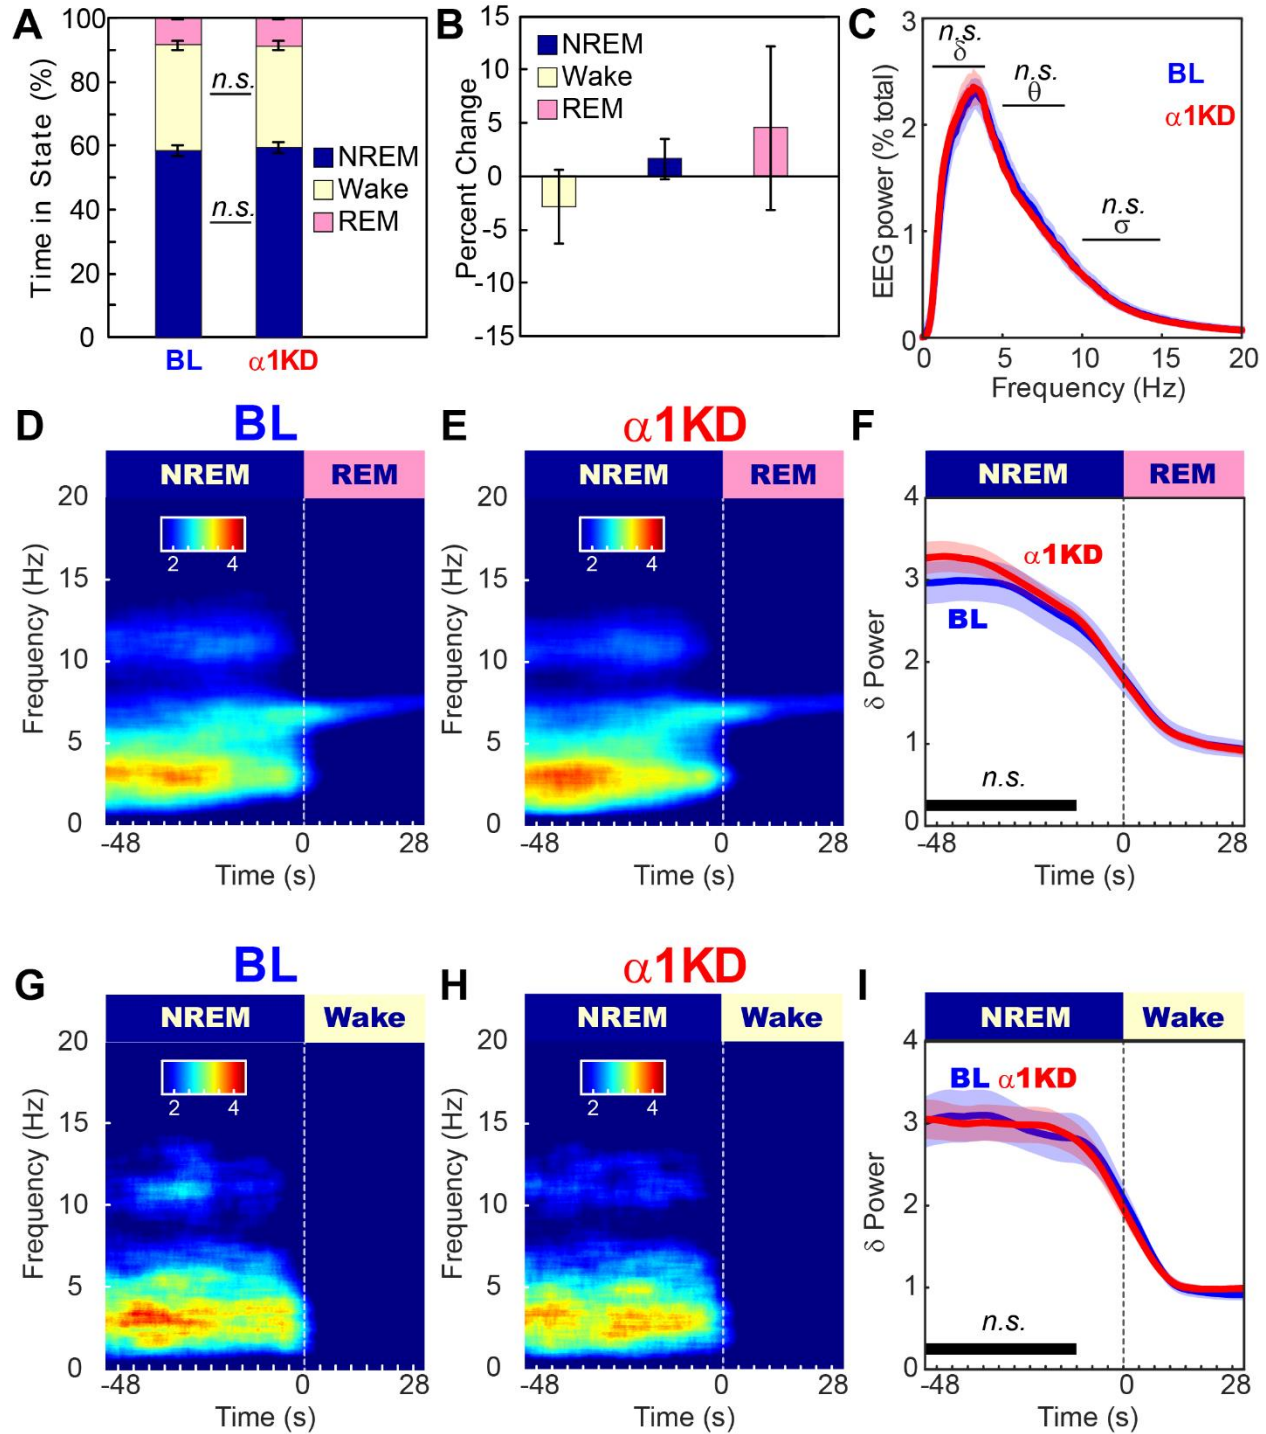 A
Time in State (%)
100
80
60
40
20
0
n.s.
n.s.
NREM
Wake
REM
BL
α1KD
B
Percent Change
15
10
5
0
-5
-10
-15
NREM
Wake
REM
C
EEG power (% total)
3
2
1
0
n.s.
δ
n.s.
θ
n.s.
σ
BL
α1KD
0
5
10
15
20
Frequency (Hz)
D
BL
NREM
REM
Frequency (Hz)
20
15
10
5
0
2
4
-48
0
28
Time (s)
E
α1KD
NREM
REM
Frequency (Hz)
20
15
10
5
0
2
4
-48
0
28
Time (s)
F
NREM
REM
δ Power
4
3
2
1
0
α1KD
BL
n.s.
-48
0
28
Time (s)
G
BL
NREM
Wake
Frequency (Hz)
20
15
10
5
0
2
4
-48
0
28
Time (s)
H
α1KD
NREM
Wake
Frequency (Hz)
20
15
10
5
0
2
4
-48
0
28
Time (s)
I
NREM
Wake
δ Power
4
3
2
1
0
BL α1KD
n.s.
-48
0
28
Time (s)